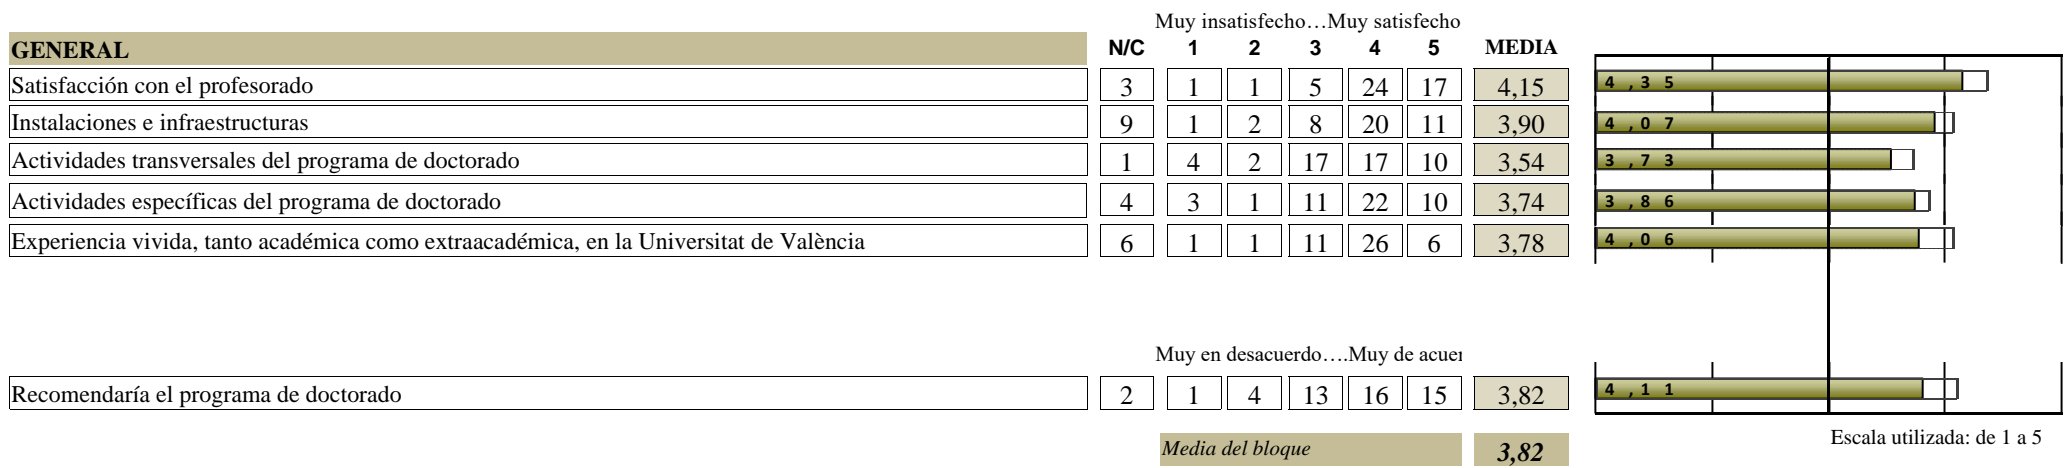 Muy insatisfecho…Muy satisfecho
GENERAL N/C 1 2 3 4 5 MEDIA
Satisfacción con el profesorado 3 1 1 5 24 17 4,15 4,35
Instalaciones e infraestructuras 9 1 2 8 20 11 3,90 4,07
Actividades transversales del programa de doctorado 1 4 2 17 17 10 3,54 3,73
Actividades específicas del programa de doctorado 4 3 1 11 22 10 3,74 3,86
Experiencia vivida, tanto académica como extraacadémica, en la Universitat de València 6 1 1 11 26 6 3,78 4,06
Muy en desacuerdo….Muy de acuer
Recomendaría el programa de doctorado 2 1 4 13 16 15 3,82 4,11
Escala utilizada: de 1 a 5
Media del bloque 3,82